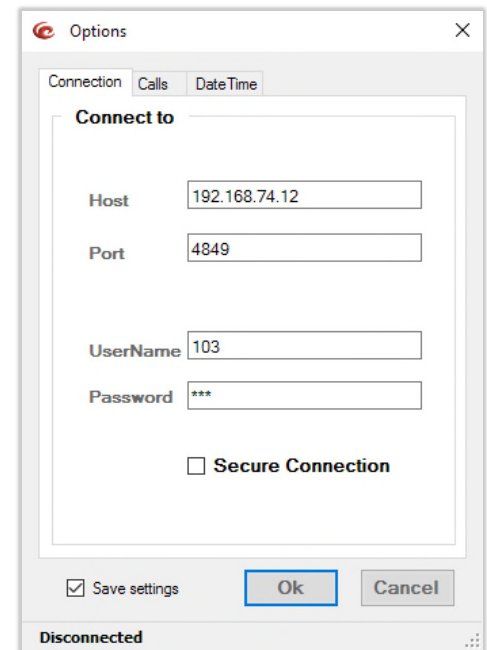 Options
Connection Calls DateTime
Connect to
Host 192.168.74.12
Port 4849
UserName 103
Password ***
Secure Connection
Save settings Ok Cancel
Disconnected